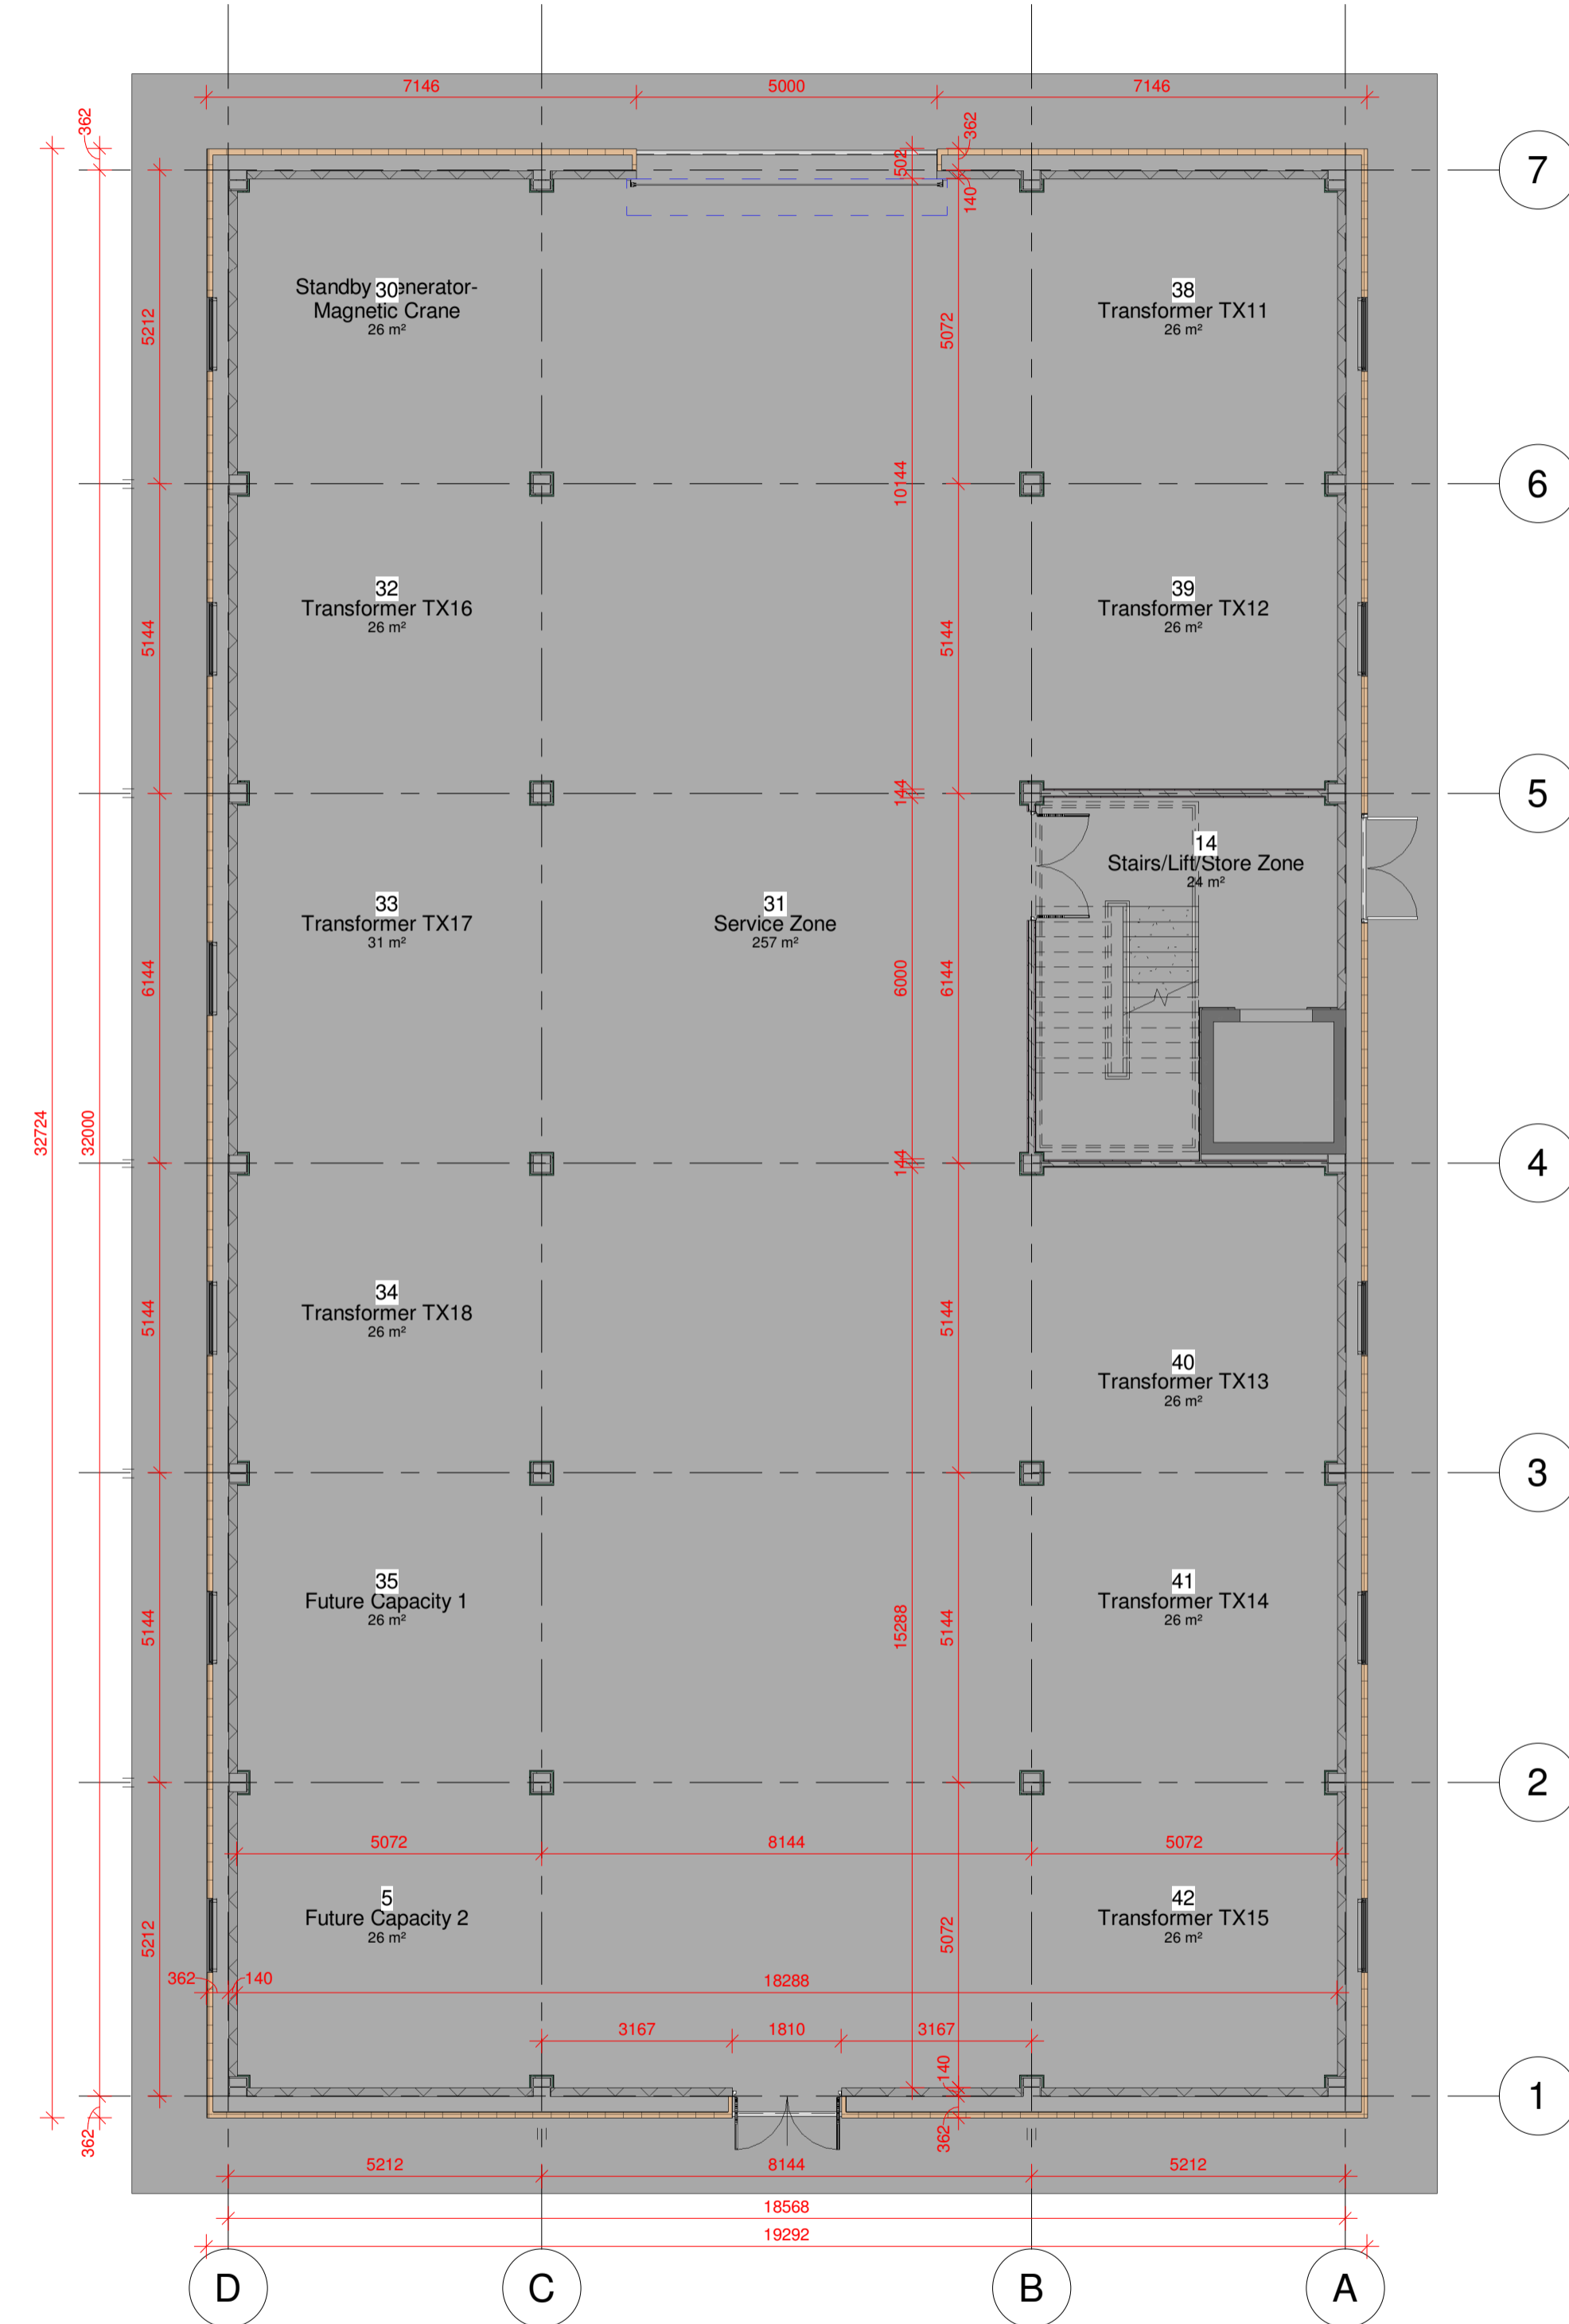 7146
5000
7146
362
362
502
140
7
30
Standby Generator-
Magnetic Crane
26 m²
38
Transformer TX11
26 m²
5212
5072
10144
6
32
Transformer TX16
26 m²
39
Transformer TX12
26 m²
5144
5144
144
5
14
Stairs/Lift/Store Zone
24 m²
33
Transformer TX17
31 m²
31
Service Zone
257 m²
6144
6000
6144
32724
32000
144
4
34
Transformer TX18
26 m²
5144
5144
40
Transformer TX13
26 m²
3
35
Future Capacity 1
26 m²
41
Transformer TX14
26 m²
5144
15288
5144
2
5072
8144
5072
5
Future Capacity 2
26 m²
42
Transformer TX15
26 m²
5212
5072
362
140
18288
3167
1810
3167
140
1
362
362
5212
8144
5212
18568
19292
D
C
B
A